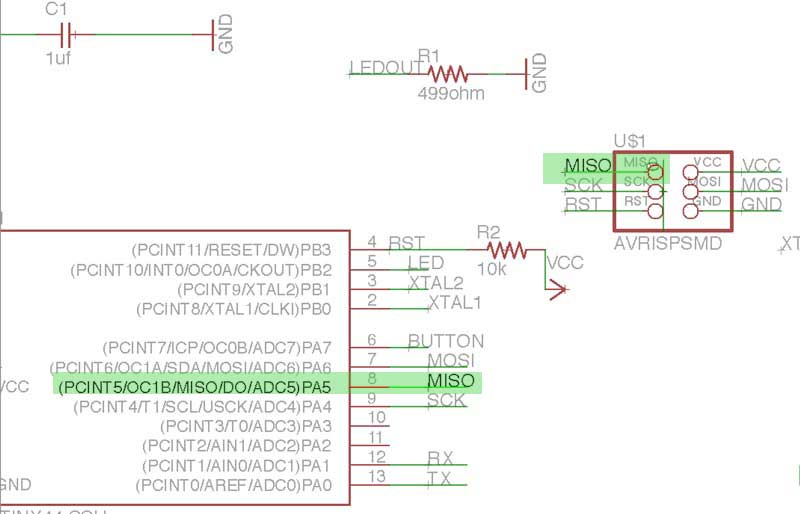 C1
1uf
GND
LEDOUT
R1
499ohm
GND
U$1
MISO MISO VCC VCC
SCK SCK MOSI MOSI
RST RST GND GND
AVRISPSMD
(PCINT11/RESET/DW)PB3 4 RST
R2
10k
VCC
(PCINT10/INT0/OC0A/CKOUT)PB2 5 LED
(PCINT9/XTAL2)PB1 3 XTAL2
(PCINT8/XTAL1/CLKI)PB0 2 XTAL1
(PCINT7/ICP/OC0B/ADC7)PA7 6 BUTTON
(PCINT6/OC1A/SDA/MOSI/ADC6)PA6 7 MOSI
VCC (PCINT5/OC1B/MISO/DO/ADC5)PA5 8 MISO
(PCINT4/T1/SCL/USCK/ADC4)PA4 9 SCK
(PCINT3/T0/ADC3)PA3 10
(PCINT2/AIN1/ADC2)PA2 11
(PCINT1/AIN0/ADC1)PA1 12 RX
GND (PCINT0/AREF/ADC0)PA0 13 TX